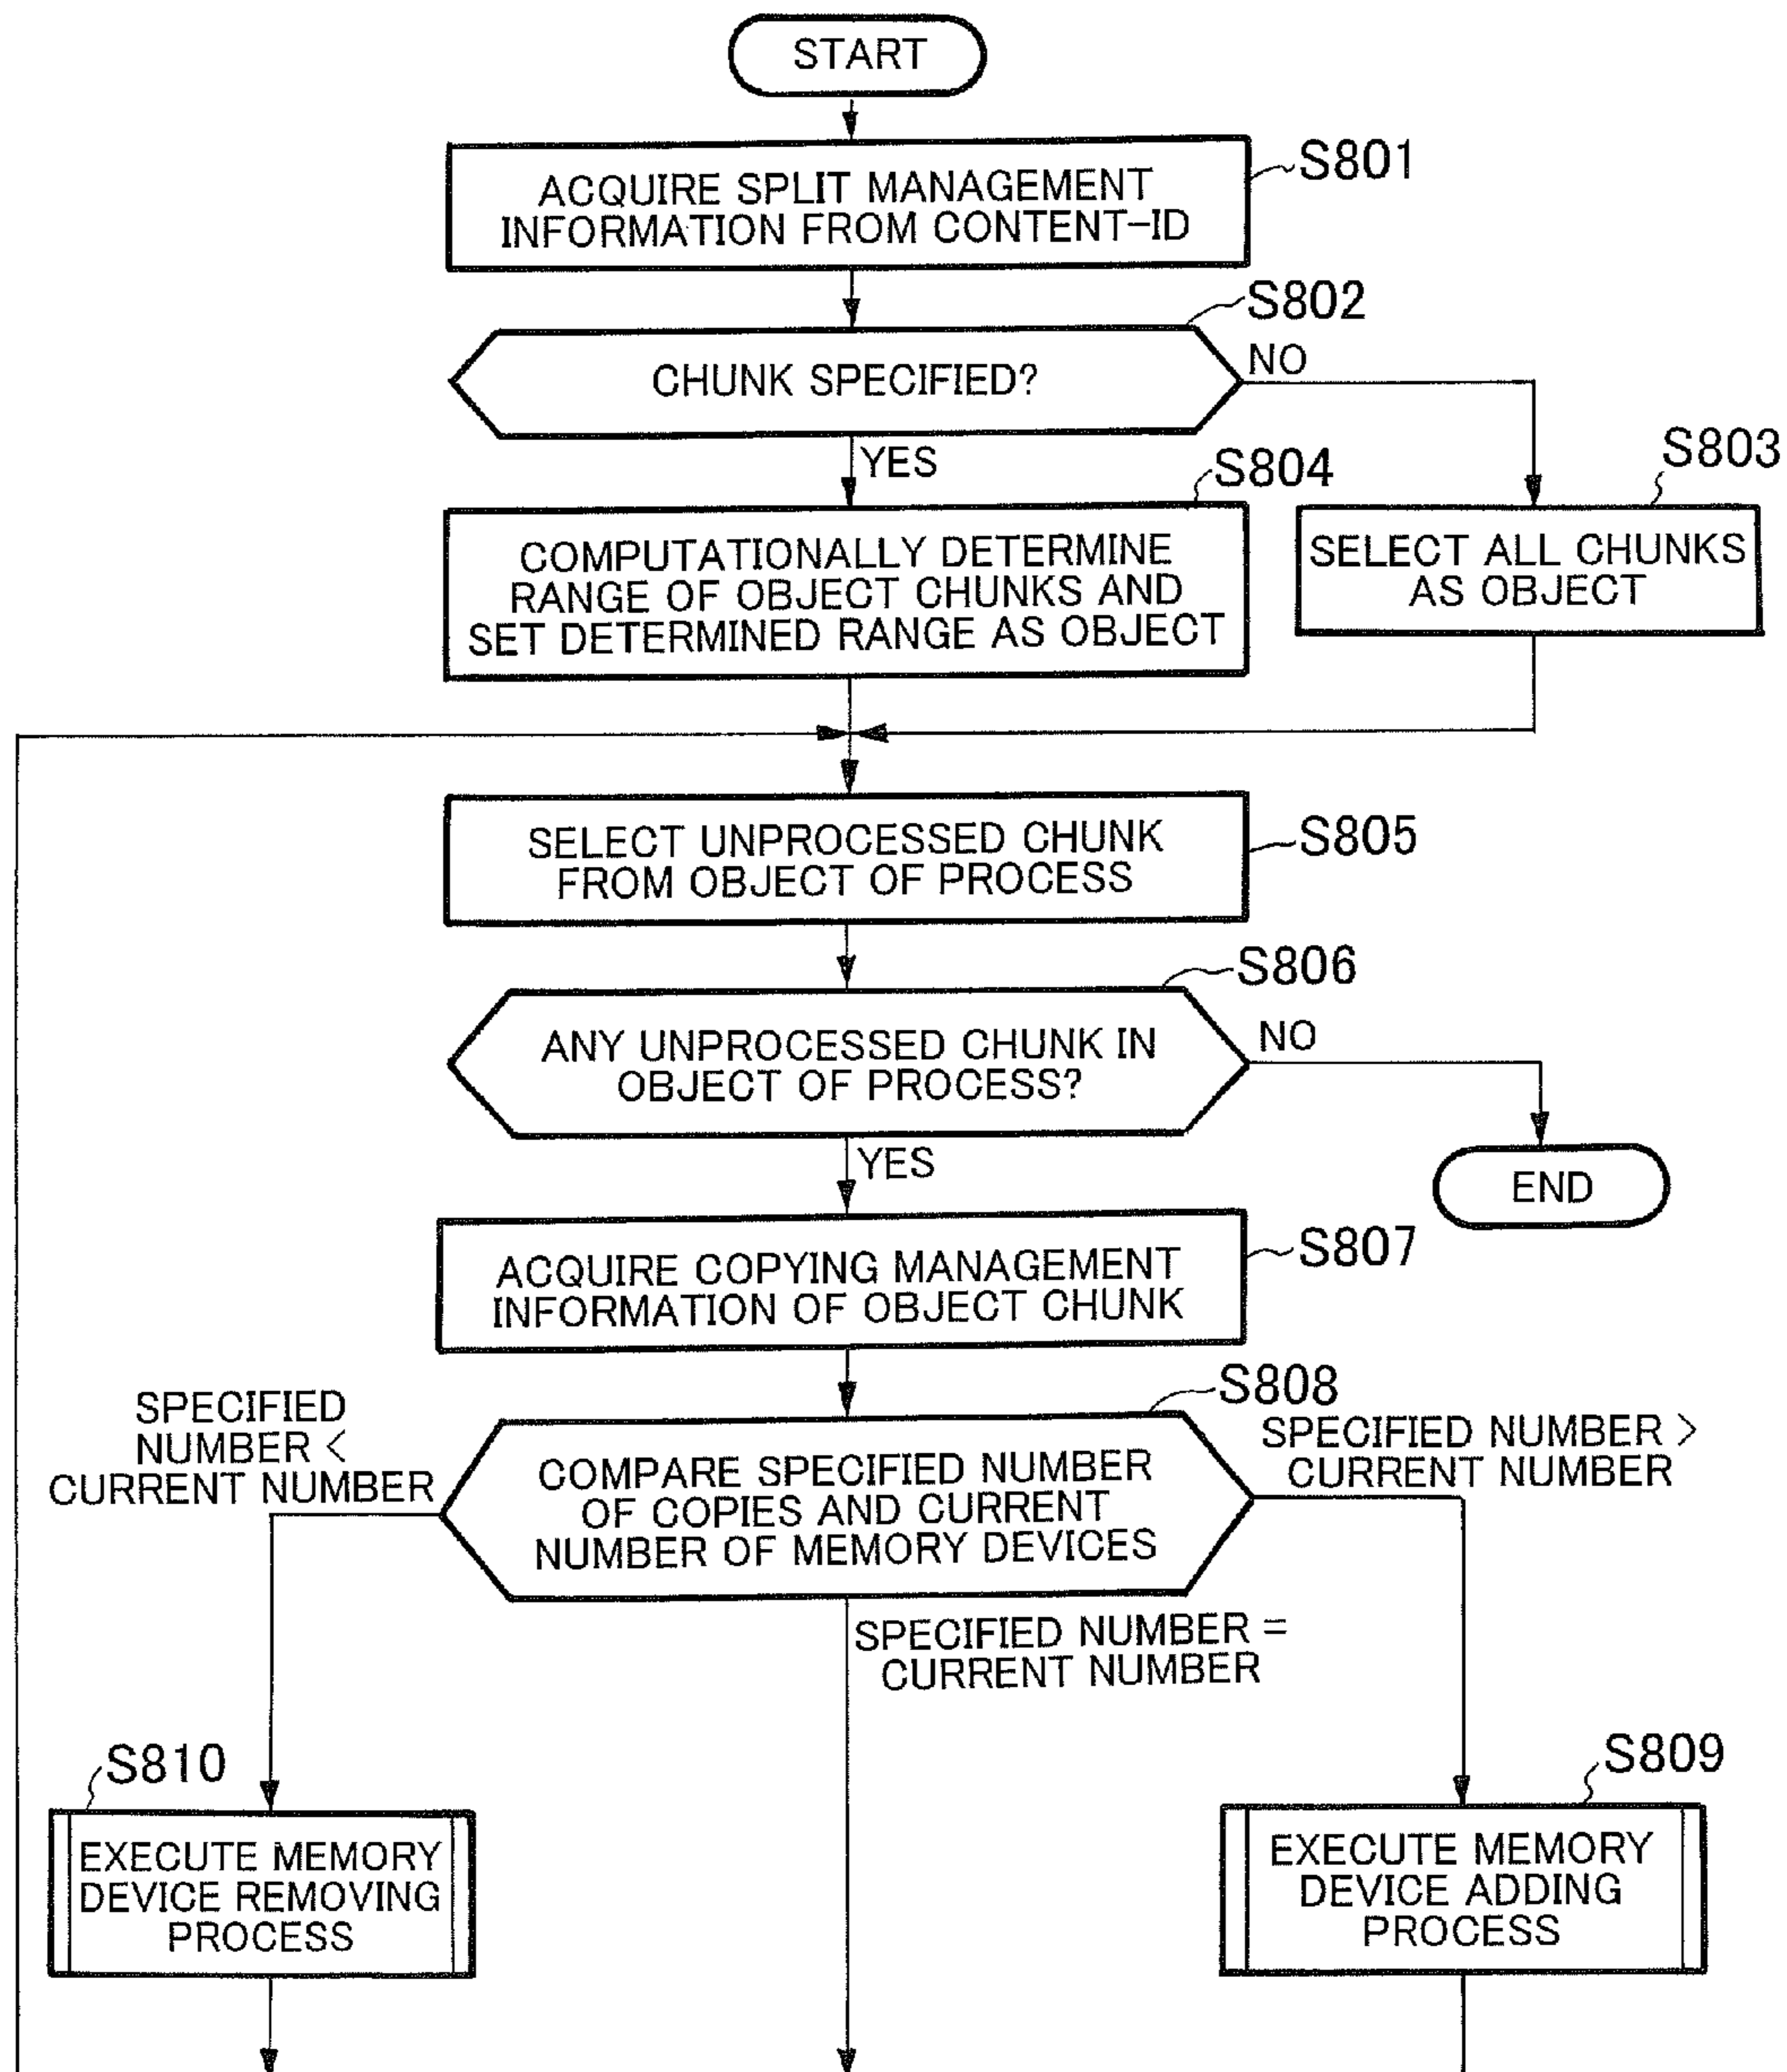 START
S801
ACQUIRE SPLIT MANAGEMENT
INFORMATION FROM CONTENT-ID
S802
CHUNK SPECIFIED?
NO
YES
S803
SELECT ALL CHUNKS
AS OBJECT
S804
COMPUTATIONALLY DETERMINE
RANGE OF OBJECT CHUNKS AND
SET DETERMINED RANGE AS OBJECT
S805
SELECT UNPROCESSED CHUNK
FROM OBJECT OF PROCESS
S806
ANY UNPROCESSED CHUNK IN
OBJECT OF PROCESS?
NO
END
YES
S807
ACQUIRE COPYING MANAGEMENT
INFORMATION OF OBJECT CHUNK
S808
COMPARE SPECIFIED NUMBER
OF COPIES AND CURRENT
NUMBER OF MEMORY DEVICES
SPECIFIED
NUMBER <
CURRENT NUMBER
SPECIFIED NUMBER >
CURRENT NUMBER
SPECIFIED NUMBER =
CURRENT NUMBER
S810
EXECUTE MEMORY
DEVICE REMOVING
PROCESS
S809
EXECUTE MEMORY
DEVICE ADDING
PROCESS